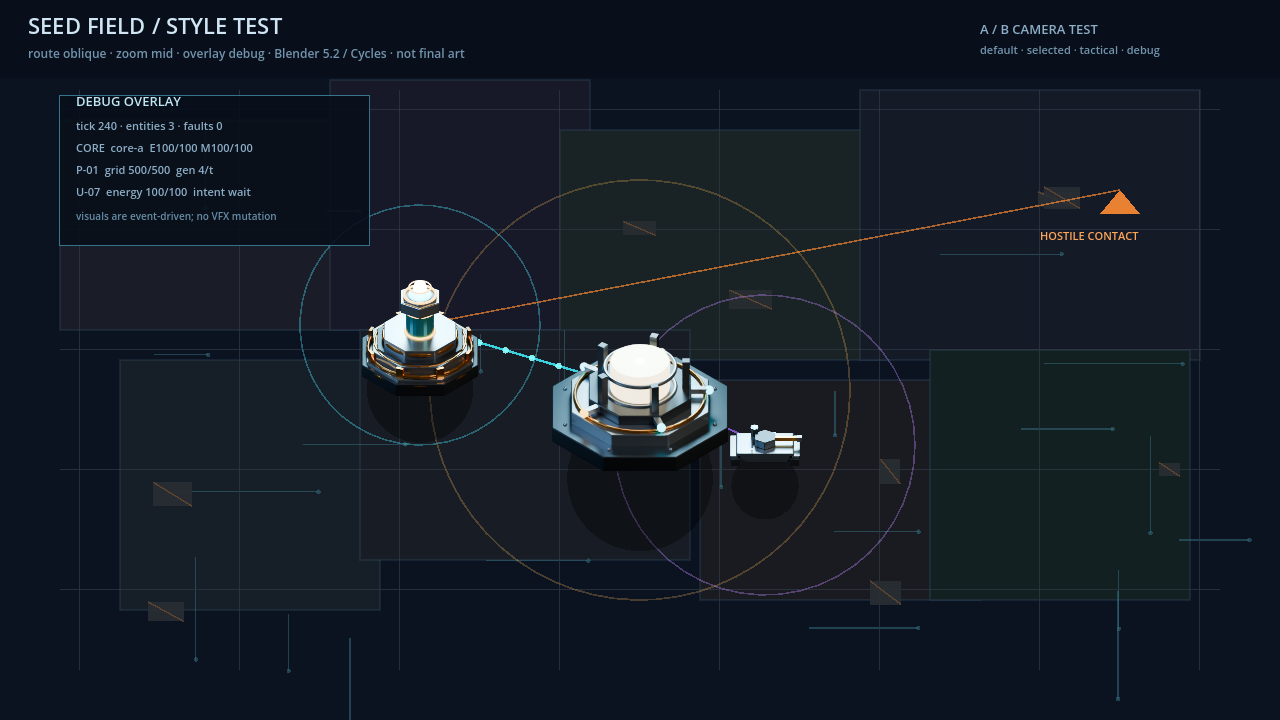 SEED FIELD / STYLE TEST
route oblique · zoom mid · overlay debug · Blender 5.2 / Cycles · not final art
A / B CAMERA TEST
default · selected · tactical · debug
DEBUG OVERLAY
tick 240 · entities 3 · faults 0
CORE core-a E100/100 M100/100
P-01 grid 500/500 gen 4/t
U-07 energy 100/100 intent wait
visuals are event-driven; no VFX mutation
HOSTILE CONTACT